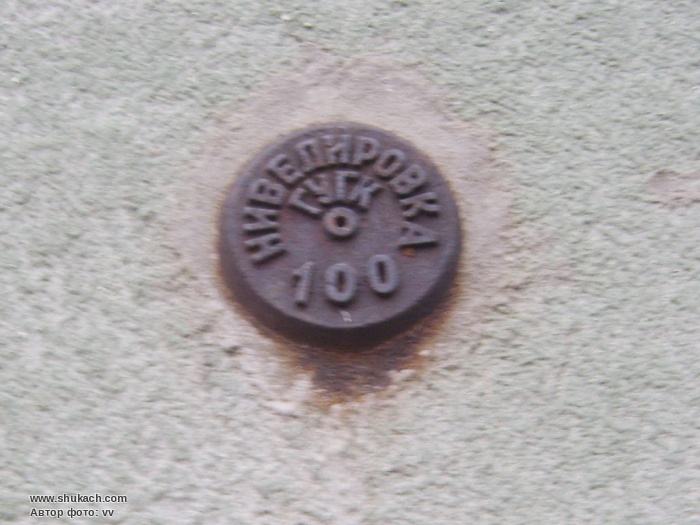 НИВЕЛИРОВКА
ГУГК
100
www.shukach.com
Автор фото: vv